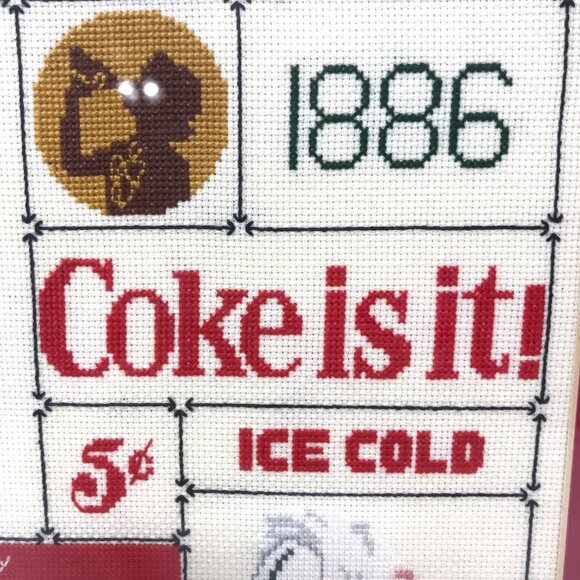 1886
Coke is it!
5¢
ICE COLD